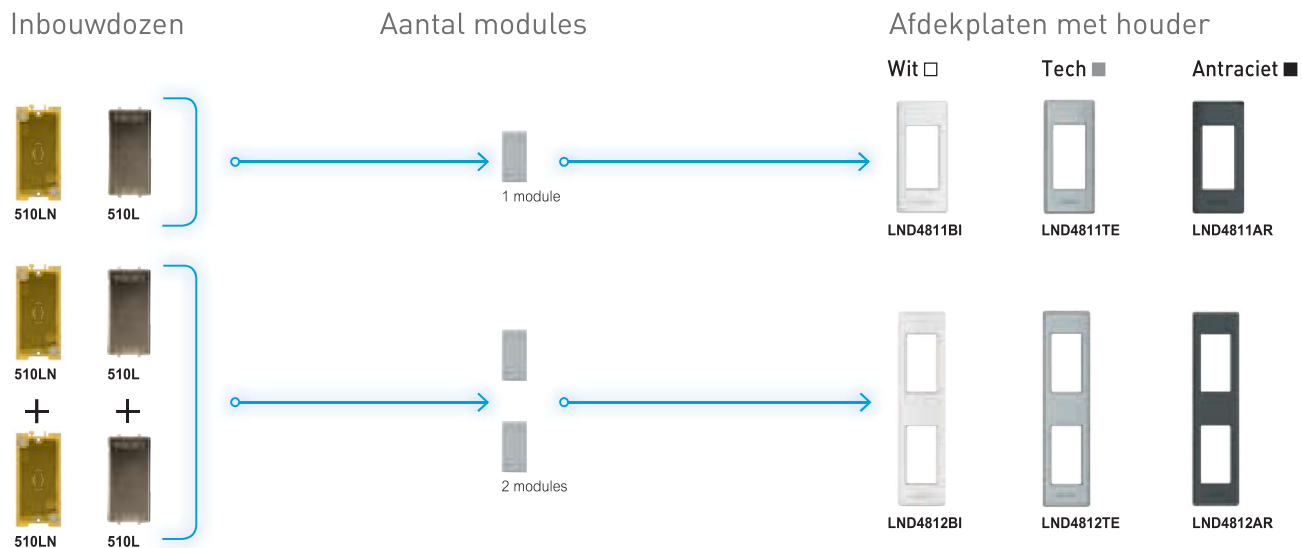 Inbouwdozen Aantal modules Afdekplaten met houder
Wit Tech Antraciet
1 module
510LN 510L
LND4811BI LND4811TE LND4811AR
510LN 510L
+ +
2 modules
LND4812BI LND4812TE LND4812AR
510LN 510L